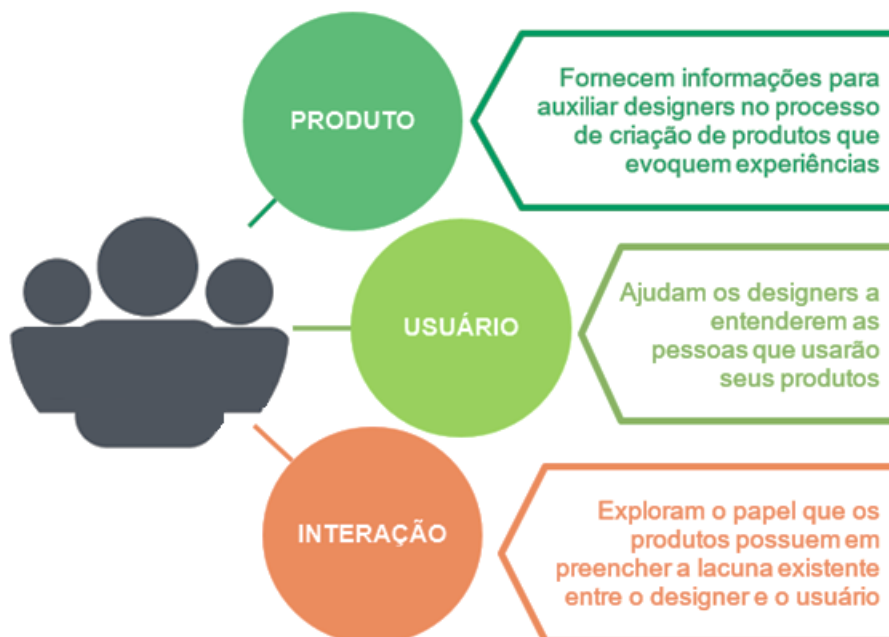 PRODUTO
Fornecem informações para
auxiliar designers no processo
de criação de produtos que
evoquem experiências
USUÁRIO
Ajudam os designers a
entenderem as
pessoas que usarão
seus produtos
INTERAÇÃO
Exploram o papel que os
produtos possuem em
preencher a lacuna existente
entre o designer e o usuário